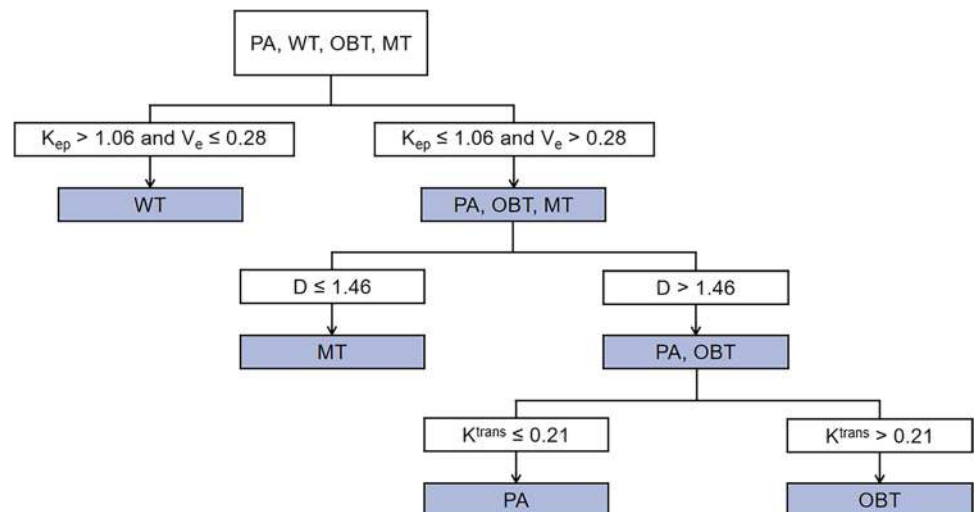 PA, WT, OBT, MT
Kep > 1.06 and Ve ≤ 0.28
Kep ≤ 1.06 and Ve > 0.28
WT
PA, OBT, MT
D ≤ 1.46
D > 1.46
MT
PA, OBT
Ktrans ≤ 0.21
Ktrans > 0.21
PA
OBT